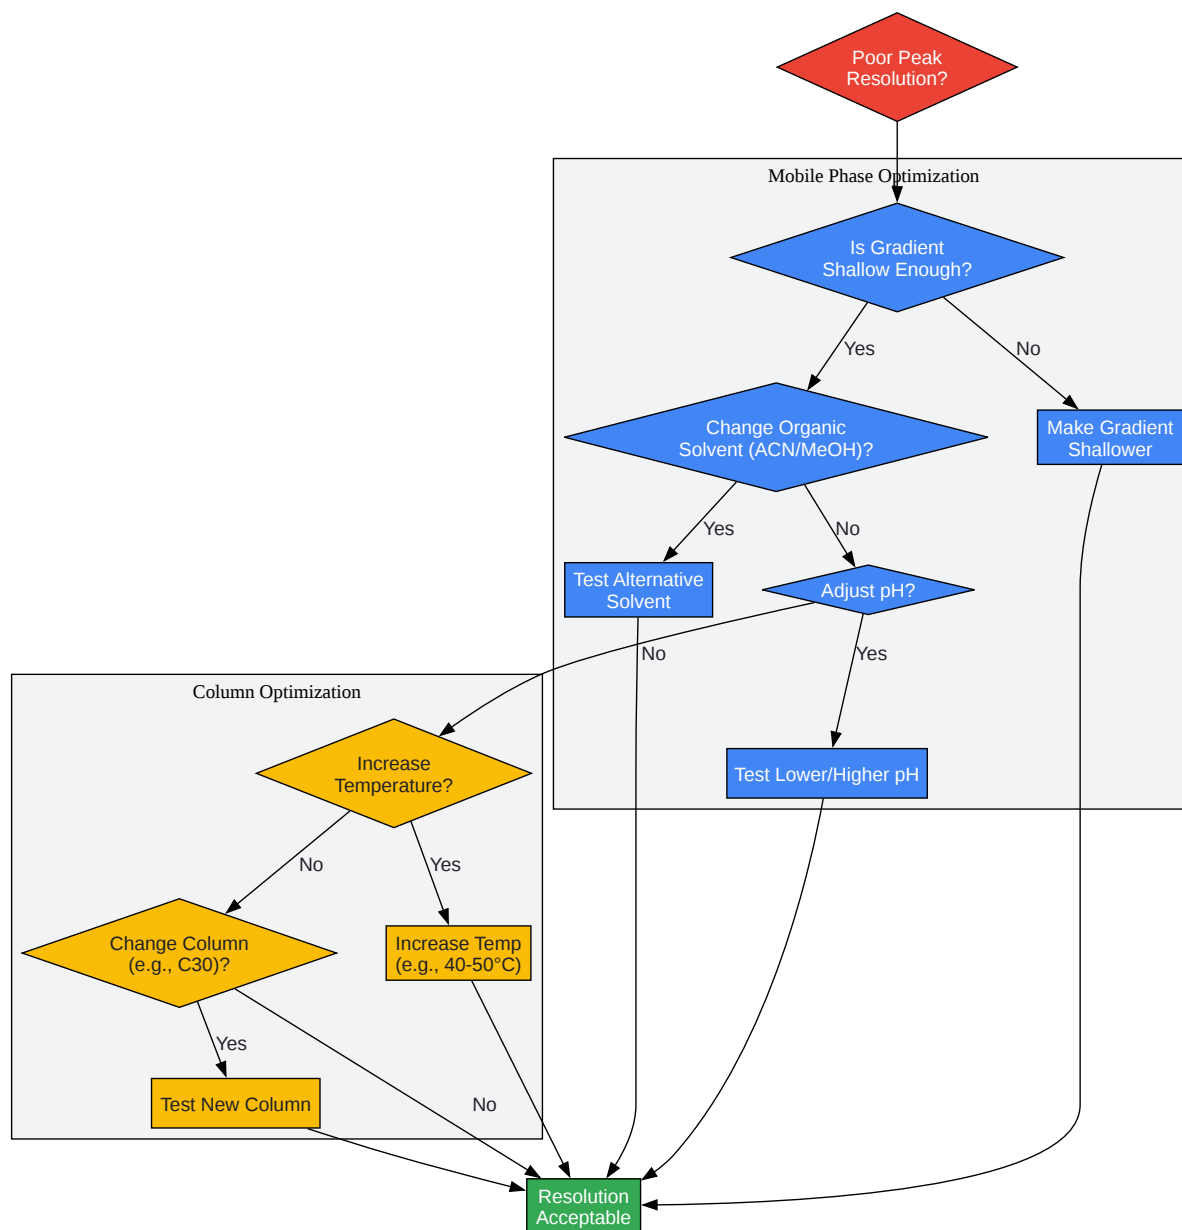 Poor Peak
Resolution?
Mobile Phase Optimization
Is Gradient
Shallow Enough?
Yes
No
Change Organic
Solvent (ACN/MeOH)?
Make Gradient
Shallower
Yes
No
Test Alternative
Solvent
Adjust pH?
No
Yes
Column Optimization
Increase
Temperature?
Test Lower/Higher pH
No
Yes
Change Column
(e.g., C30)?
Increase Temp
(e.g., 40-50°C)
Yes
Test New Column
No
Resolution
Acceptable